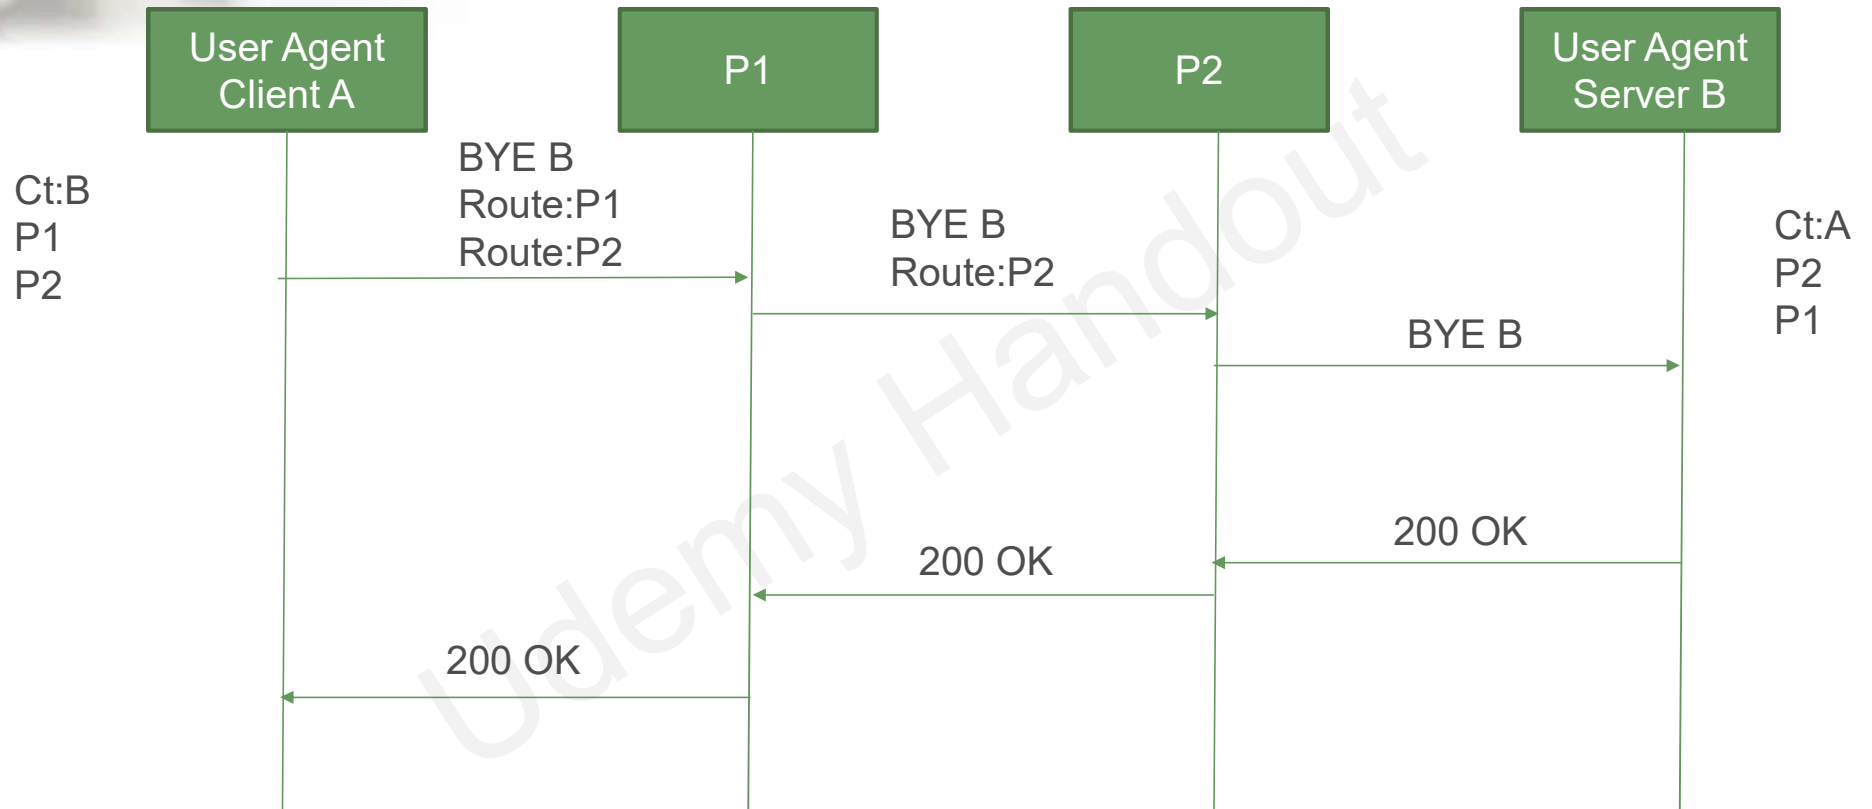 User Agent
Client A
P1
P2
User Agent
Server B
Ct:B
P1
P2
BYE B
Route:P1
Route:P2
BYE B
Route:P2
BYE B
Ct:A
P2
P1
200 OK
200 OK
200 OK
Udemy Handout